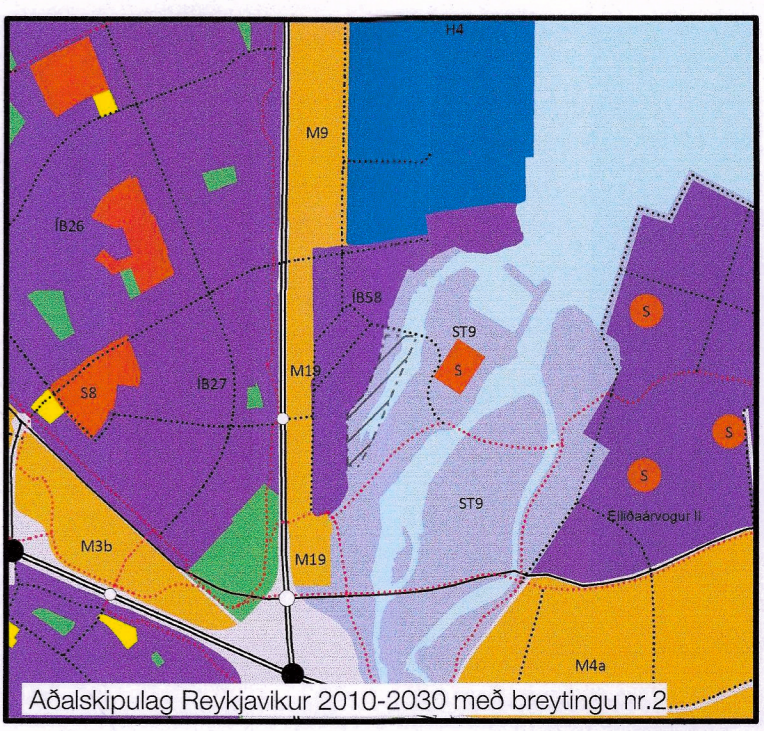 H4
M9
ÍB26
ÍB58
ST9
S
M19
S
S8
ÍB27
S
S
ST9
Elliðaárvogur II
M3b
M19
M4a
Aðalskipulag Reykjavikur 2010-2030 með breytingu nr.2